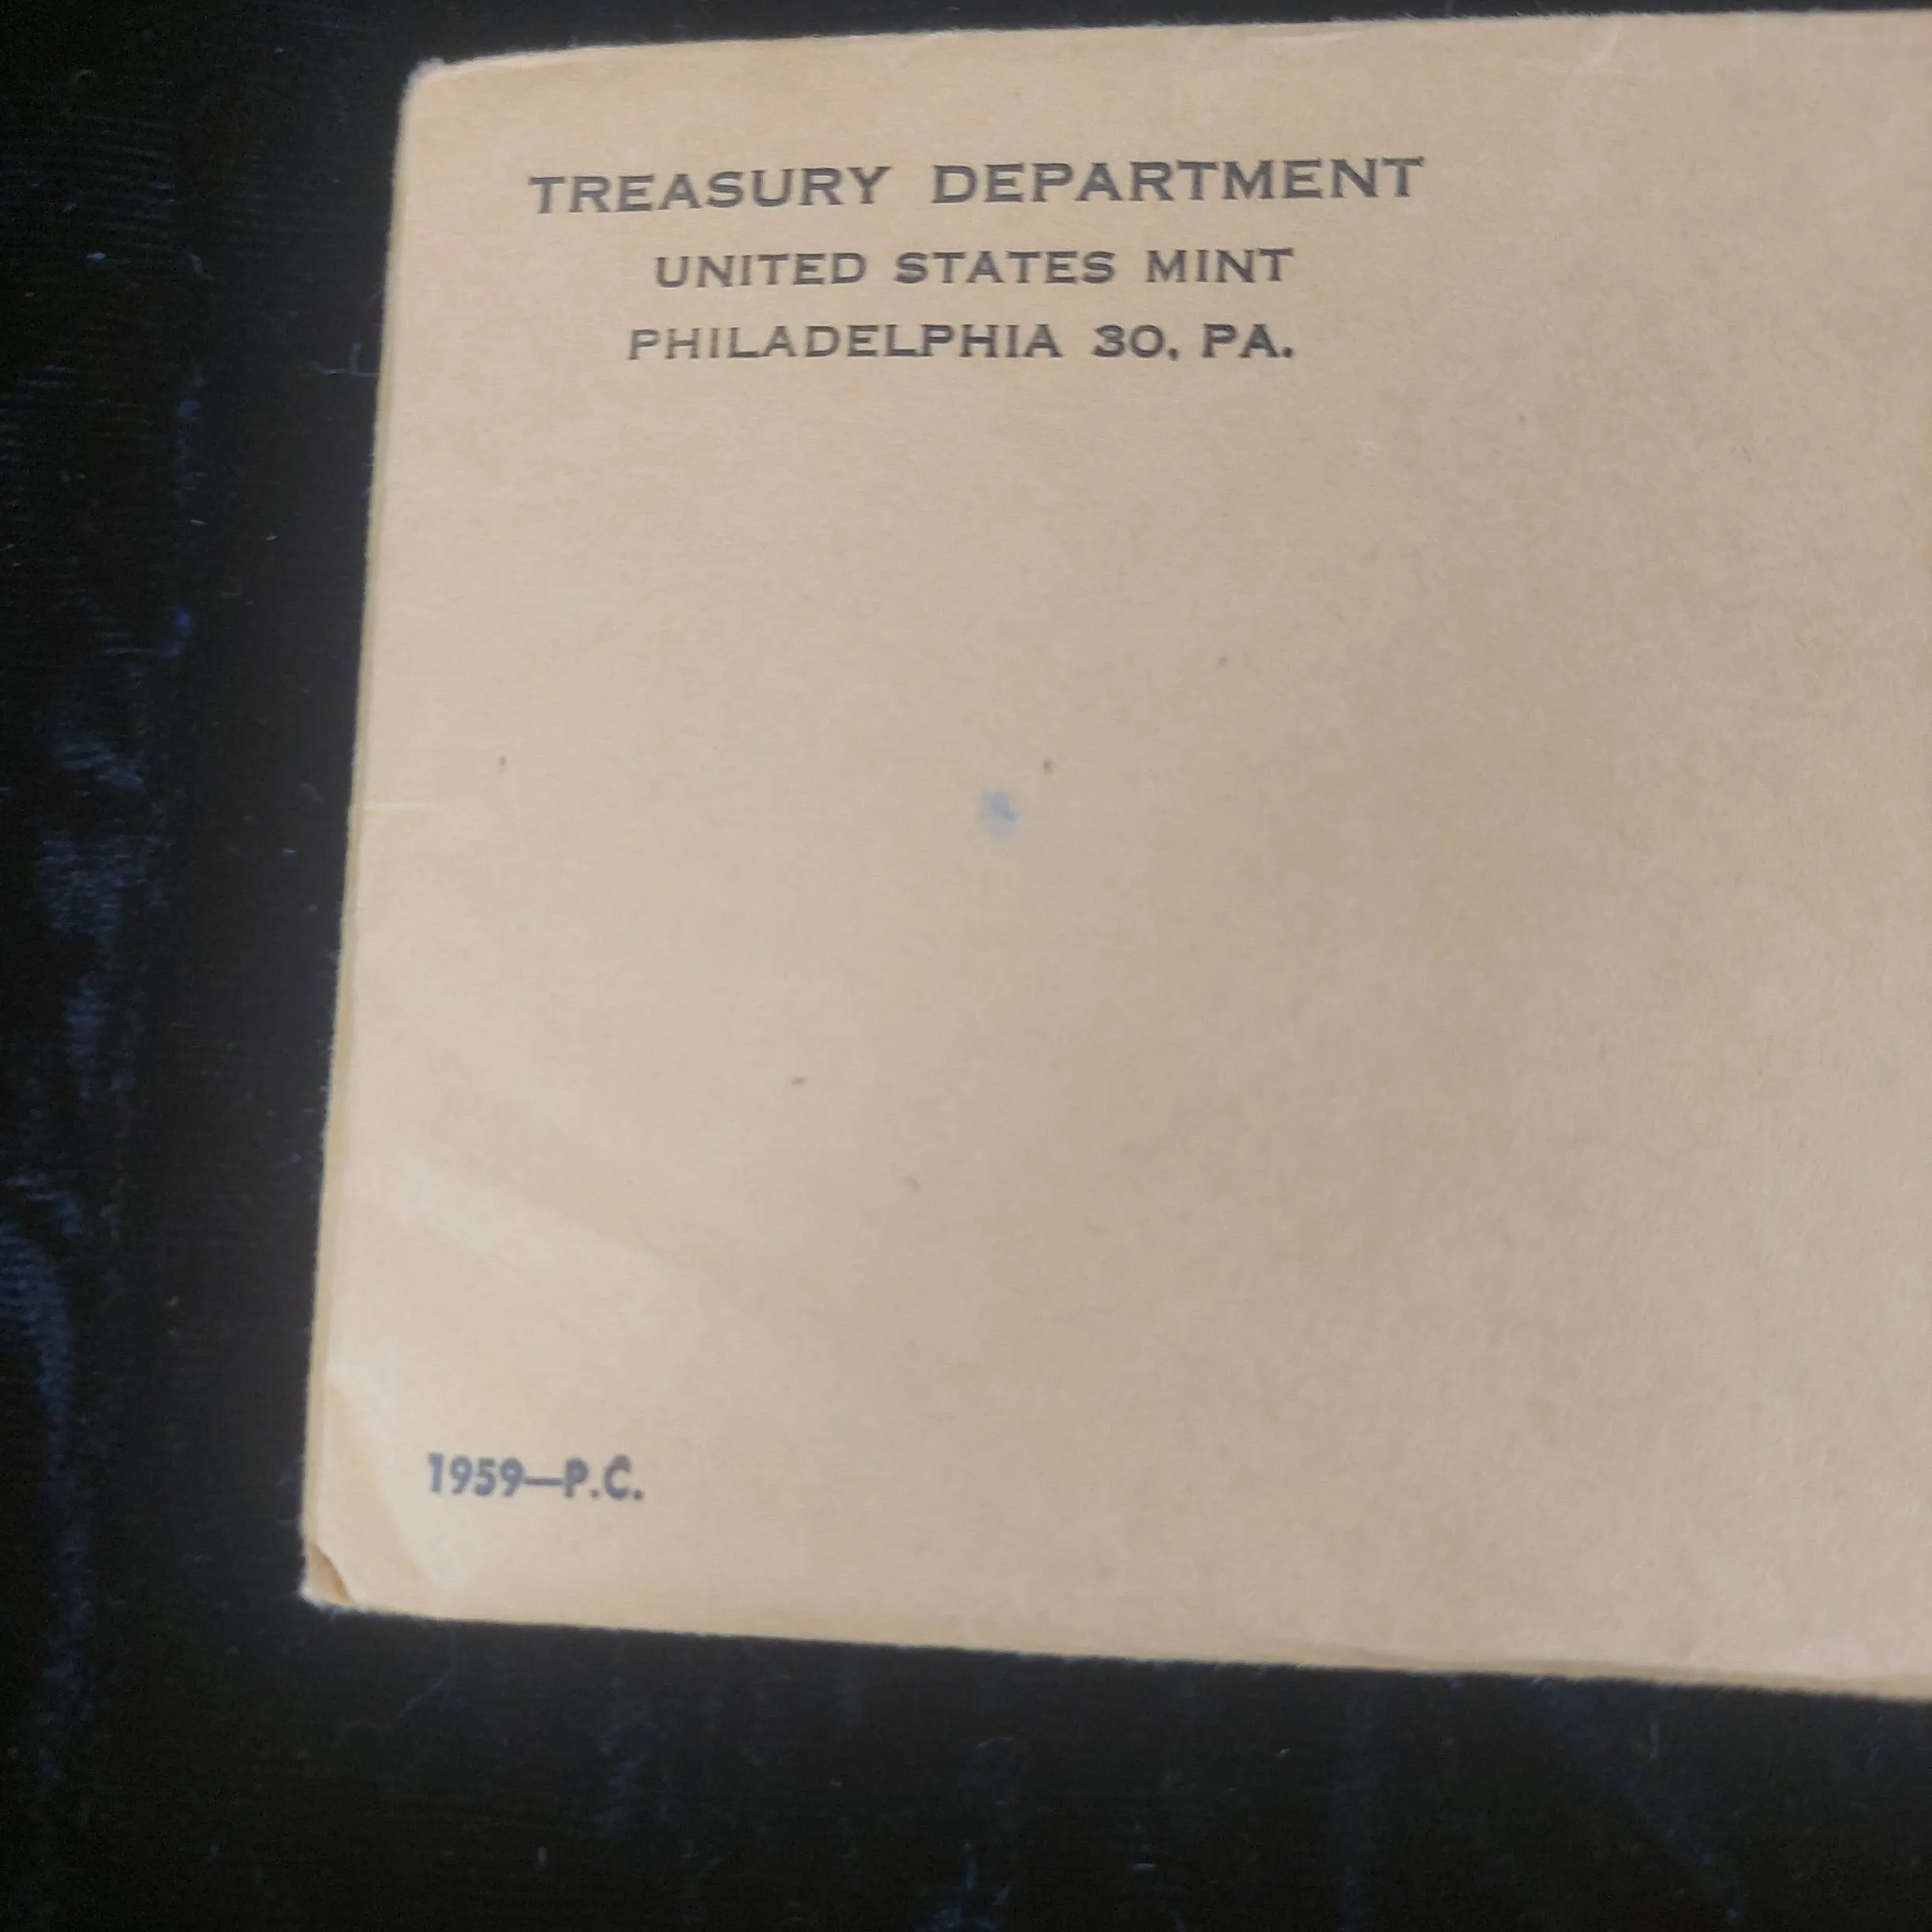 TREASURY DEPARTMENT
UNITED STATES MINT
PHILADELPHIA 30, PA.
1959—P.C.